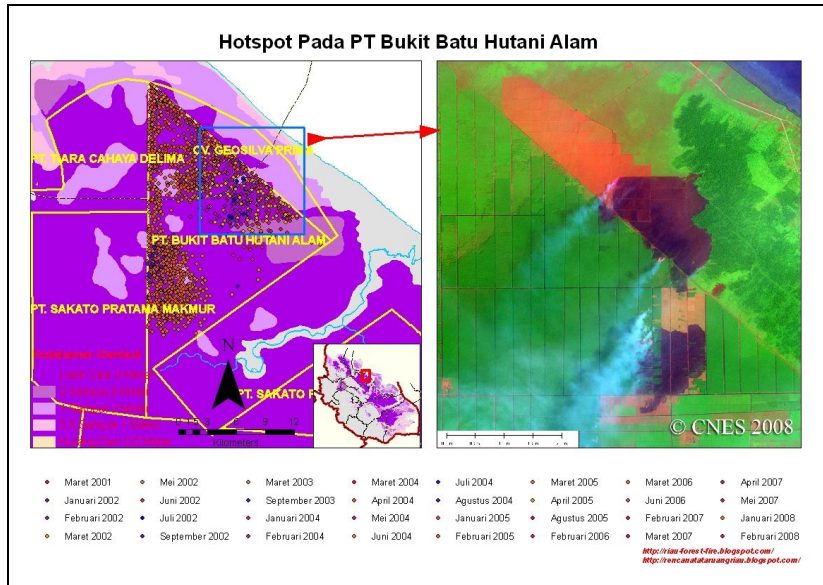 Hotspot Pada PT Bukit Batu Hutani Alam
CV. GEOSILVA PRIMA
PT. TIARA CAHAYA DELIMA
PT. BUKIT BATU HUTANI ALAM
PT. SAKATO PRATAMA MAKMUR
N
PT. SAKATO
12
Kilometers
© CNES 2008
Maret 2001
Mei 2002
Maret 2003
Maret 2004
Juli 2004
Maret 2005
Maret 2006
April 2007
Januari 2002
Juni 2002
September 2003
April 2004
Agustus 2004
April 2005
Juni 2006
Mei 2007
Februari 2002
Juli 2002
Januari 2004
Mei 2004
Januari 2005
Agustus 2005
Februari 2007
Januari 2008
Maret 2002
September 2002
Februari 2004
Juni 2004
Februari 2005
Februari 2006
Maret 2007
Februari 2008
http://riau-forest-fire.blogspot.com/
http://rencanatataruangriau.blogspot.com/